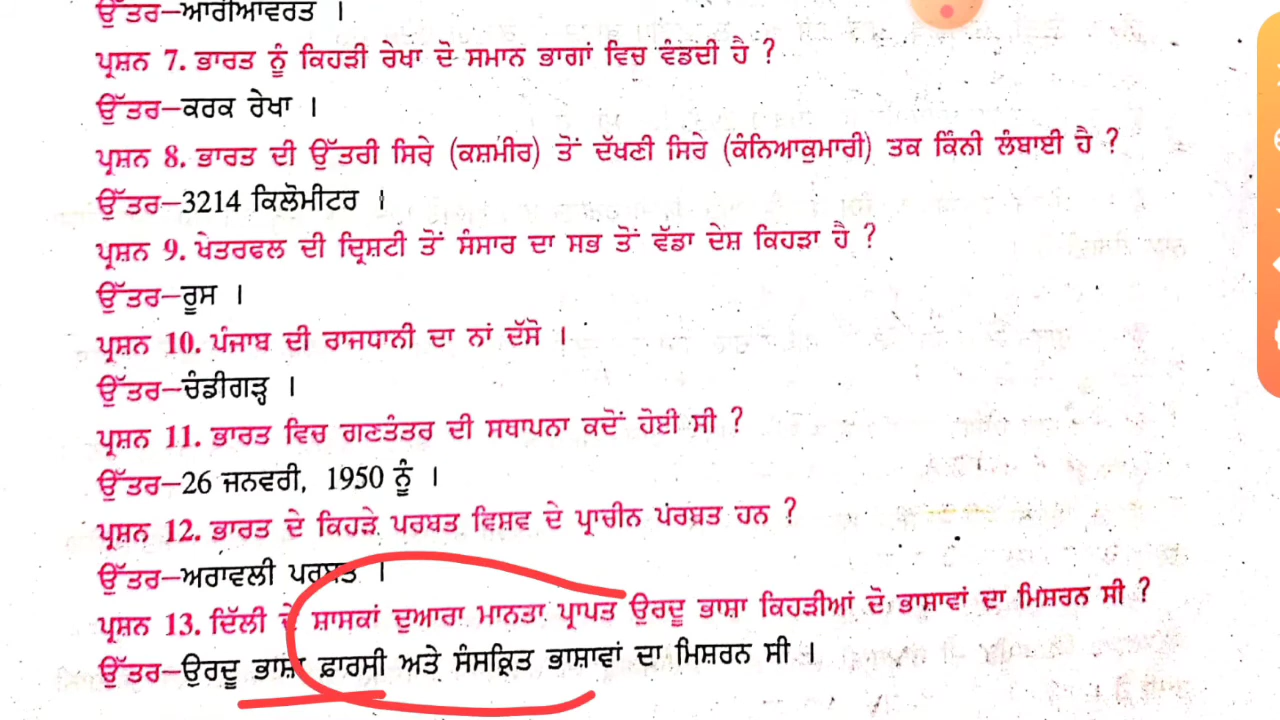 ਉੱਤਰ–ਆਰੀਆਵਰਤ ।
ਪ੍ਰਸ਼ਨ 7. ਭਾਰਤ ਨੂੰ ਕਿਹੜੀ ਰੇਖਾ ਦੋ ਸਮਾਨ ਭਾਗਾਂ ਵਿਚ ਵੰਡਦੀ ਹੈ ?
ਉੱਤਰ–ਕਰਕ ਰੇਖਾ ।
ਪ੍ਰਸ਼ਨ 8. ਭਾਰਤ ਦੀ ਉੱਤਰੀ ਸਿਰੇ (ਕਸ਼ਮੀਰ) ਤੋਂ ਦੱਖਣੀ ਸਿਰੇ (ਕੰਨਿਆਕੁਮਾਰੀ) ਤਕ ਕਿੰਨੀ ਲੰਬਾਈ ਹੈ ?
ਉੱਤਰ–3214 ਕਿਲੋਮੀਟਰ ।
ਪ੍ਰਸ਼ਨ 9. ਖੇਤਰਫਲ ਦੀ ਦ੍ਰਿਸ਼ਟੀ ਤੋਂ ਸੰਸਾਰ ਦਾ ਸਭ ਤੋਂ ਵੱਡਾ ਦੇਸ਼ ਕਿਹੜਾ ਹੈ ?
ਉੱਤਰ–ਰੂਸ ।
ਪ੍ਰਸ਼ਨ 10. ਪੰਜਾਬ ਦੀ ਰਾਜਧਾਨੀ ਦਾ ਨਾਂ ਦੱਸੋ ।
ਉੱਤਰ–ਚੰਡੀਗੜ੍ਹ ।
ਪ੍ਰਸ਼ਨ 11. ਭਾਰਤ ਵਿਚ ਗਣਤੰਤਰ ਦੀ ਸਥਾਪਨਾ ਕਦੋਂ ਹੋਈ ਸੀ ?
ਉੱਤਰ–26 ਜਨਵਰੀ, 1950 ਨੂੰ ।
ਪ੍ਰਸ਼ਨ 12. ਭਾਰਤ ਦੇ ਕਿਹੜੇ ਪਰਬਤ ਵਿਸ਼ਵ ਦੇ ਪ੍ਰਾਚੀਨ ਪਰਬਤ ਹਨ ?
ਉੱਤਰ–ਅਰਾਵਲੀ ਪਰਬਤ ।
ਪ੍ਰਸ਼ਨ 13. ਦਿੱਲੀ ਦੇ ਸ਼ਾਸਕਾਂ ਦੁਆਰਾ ਮਾਨਤਾ ਪ੍ਰਾਪਤ ਉਰਦੂ ਭਾਸ਼ਾ ਕਿਹੜੀਆਂ ਦੋ ਭਾਸ਼ਾਵਾਂ ਦਾ ਮਿਸ਼ਰਨ ਸੀ ?
ਉੱਤਰ–ਉਰਦੂ ਭਾਸ਼ਾ ਫ਼ਾਰਸੀ ਅਤੇ ਸੰਸਕ੍ਰਿਤ ਭਾਸ਼ਾਵਾਂ ਦਾ ਮਿਸ਼ਰਨ ਸੀ ।